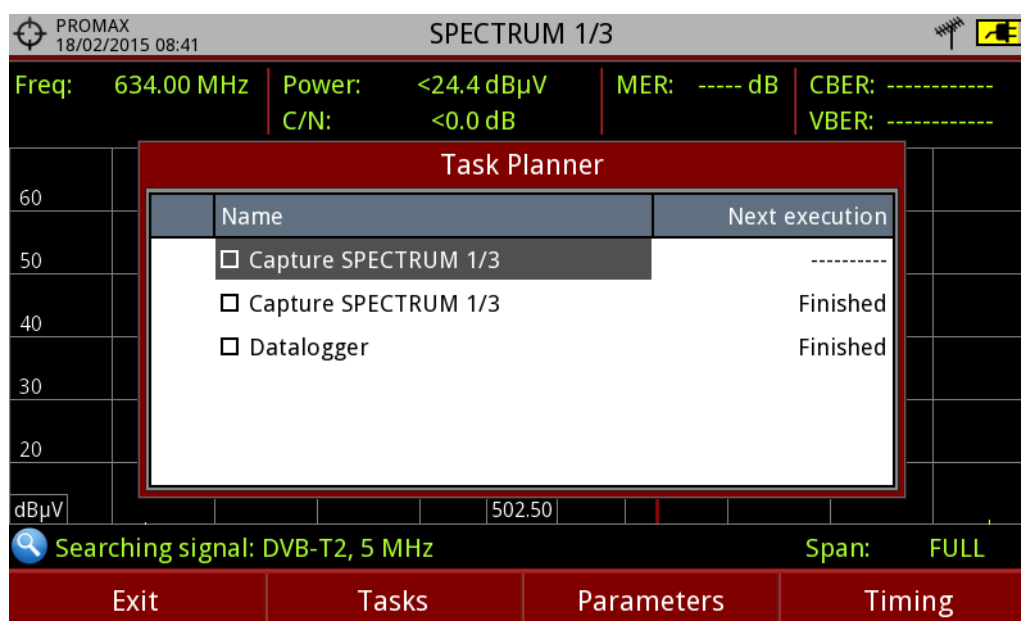 PROMAX
18/02/2015 08:41
SPECTRUM 1/3
Freq: 634.00 MHz Power: <24.4 dBµV MER: ----- dB CBER: ------------
C/N: <0.0 dB VBER: ------------
Task Planner
Name Next execution
Capture SPECTRUM 1/3 ----------
Capture SPECTRUM 1/3 Finished
Datalogger Finished
60
50
40
30
20
dBµV 502.50
Searching signal: DVB-T2, 5 MHz Span: FULL
Exit Tasks Parameters Timing